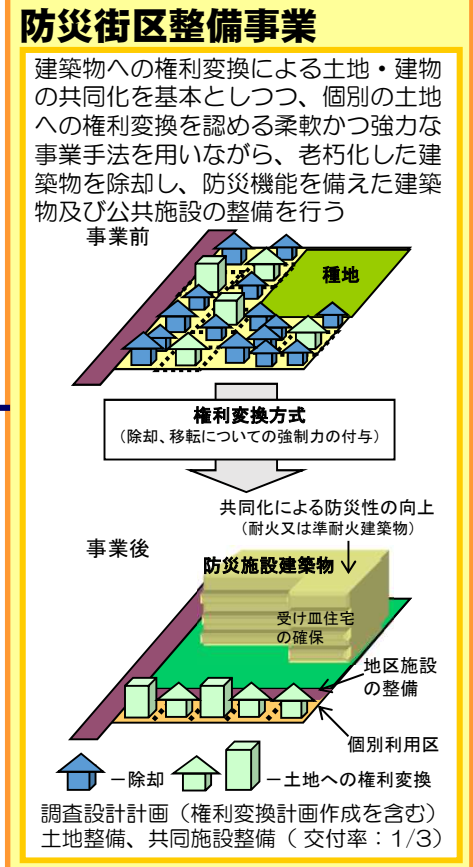 防災街区整備事業
建築物への権利変換による土地・建物
の共同化を基本としつつ、個別の土地
への権利変換を認める柔軟かつ強力な
事業手法を用いながら、老朽化した建
築物を除却し、防災機能を備えた建築
物及び公共施設の整備を行う
事業前
種地
権利変換方式
（除却、移転についての強制力の付与）
共同化による防災性の向上
（耐火又は準耐火建築物）
事業後
防災施設建築物
受け皿住宅
の確保
地区施設
の整備
個別利用区
－除却
－土地への権利変換
調査設計計画（権利変換計画作成を含む）
土地整備、共同施設整備（ 交付率：1/3）